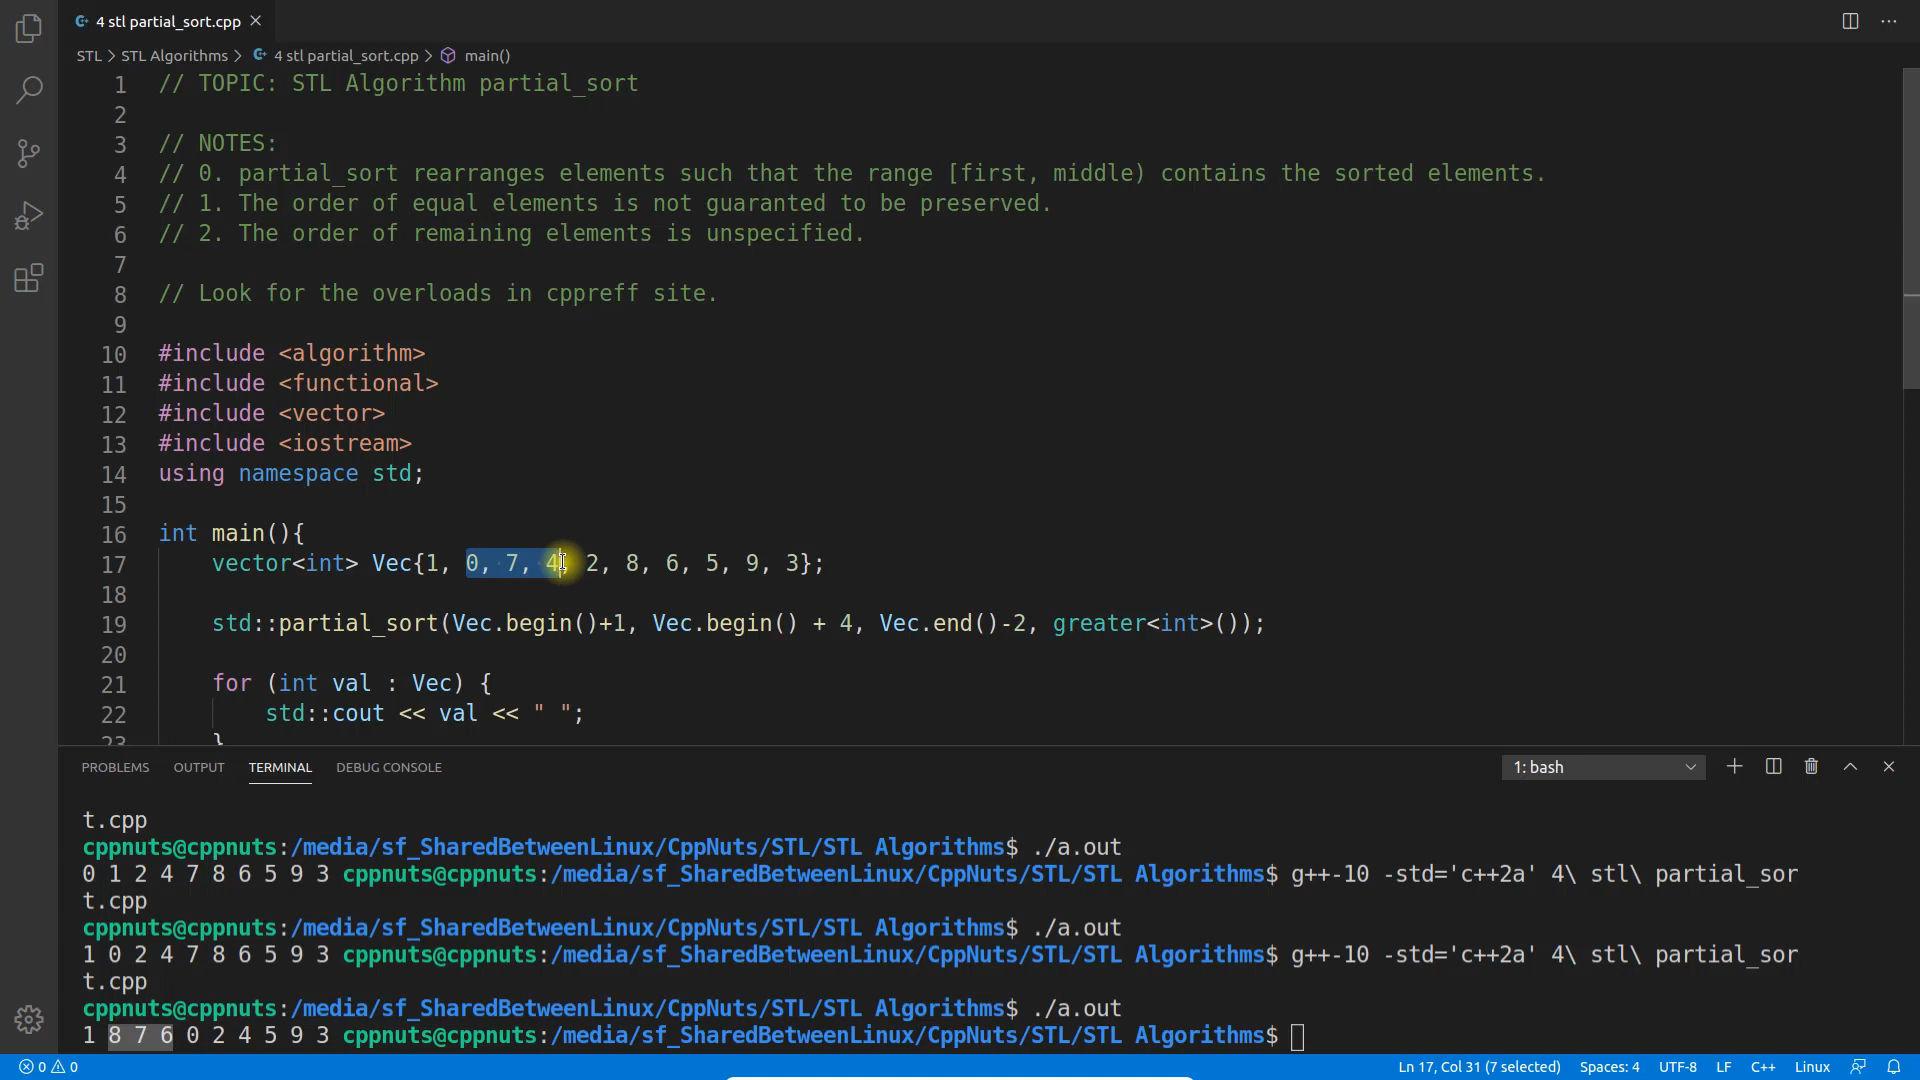 4 stl partial_sort.cpp
STL > STL Algorithms > 4 stl partial_sort.cpp > main()
1 // TOPIC: STL Algorithm partial_sort
2
3 // NOTES:
4 // 0. partial_sort rearranges elements such that the range [first, middle) contains the sorted elements.
5 // 1. The order of equal elements is not guranted to be preserved.
6 // 2. The order of remaining elements is unspecified.
7
8 // Look for the overloads in cppreff site.
9
10 #include <algorithm>
11 #include <functional>
12 #include <vector>
13 #include <iostream>
14 using namespace std;
15
16 int main(){
17 vector<int> Vec{1, 0, 7, 4, 2, 8, 6, 5, 9, 3};
18
19 std::partial_sort(Vec.begin()+1, Vec.begin() + 4, Vec.end()-2, greater<int>());
20
21 for (int val : Vec) {
22 std::cout << val << " ";
23 }
PROBLEMS OUTPUT TERMINAL DEBUG CONSOLE 1: bash
t.cpp
cppnuts@cppnuts:/media/sf_SharedBetweenLinux/CppNuts/STL/STL Algorithms$ ./a.out
0 1 2 4 7 8 6 5 9 3 cppnuts@cppnuts:/media/sf_SharedBetweenLinux/CppNuts/STL/STL Algorithms$ g++-10 -std='c++2a' 4\ stl\ partial_sor
t.cpp
cppnuts@cppnuts:/media/sf_SharedBetweenLinux/CppNuts/STL/STL Algorithms$ ./a.out
1 0 2 4 7 8 6 5 9 3 cppnuts@cppnuts:/media/sf_SharedBetweenLinux/CppNuts/STL/STL Algorithms$ g++-10 -std='c++2a' 4\ stl\ partial_sor
t.cpp
cppnuts@cppnuts:/media/sf_SharedBetweenLinux/CppNuts/STL/STL Algorithms$ ./a.out
1 8 7 6 0 2 4 5 9 3 cppnuts@cppnuts:/media/sf_SharedBetweenLinux/CppNuts/STL/STL Algorithms$
0 0 Ln 17, Col 31 (7 selected) Spaces: 4 UTF-8 LF C++ Linux